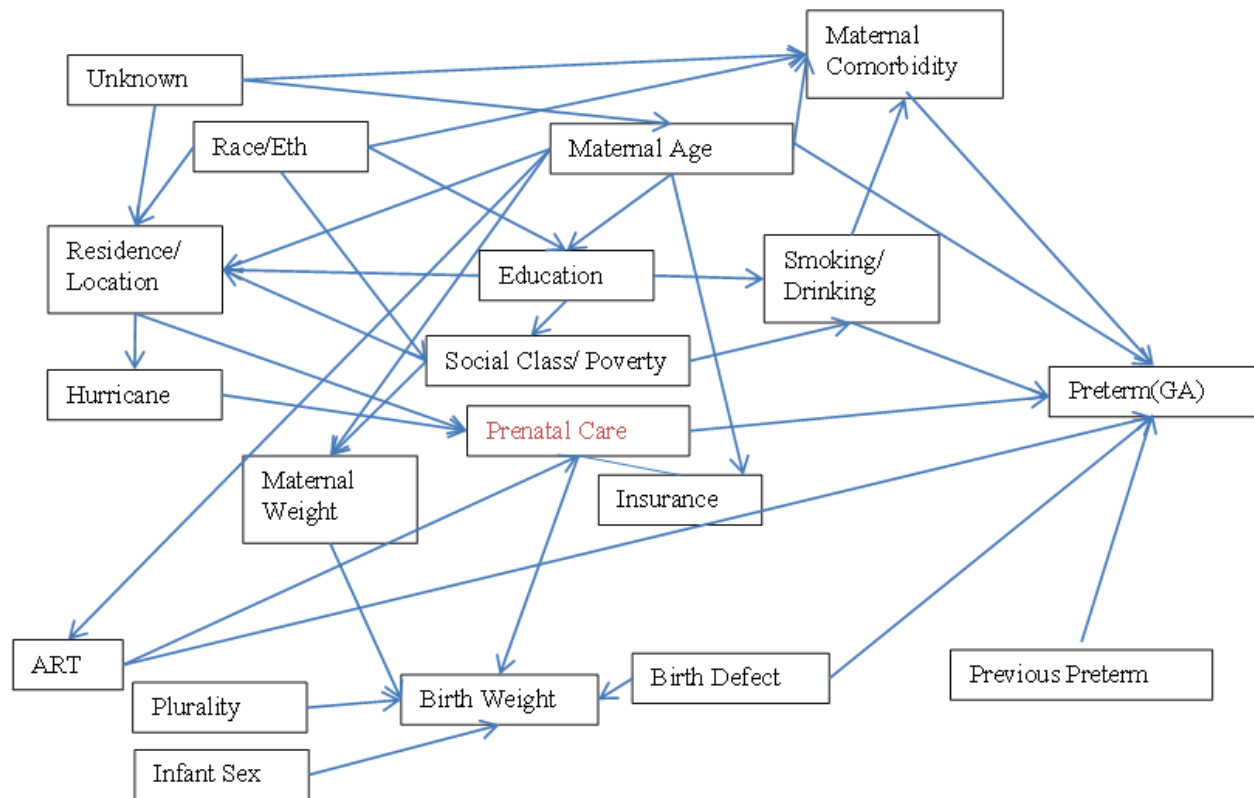 Maternal
Comorbidity
Unknown
Race/Eth
Maternal Age
Residence/
Location
Education
Smoking/
Drinking
Social Class/ Poverty
Hurricane
Preterm(GA)
Prenatal Care
Maternal
Weight
Insurance
ART
Birth Defect
Previous Preterm
Plurality
Birth Weight
Infant Sex